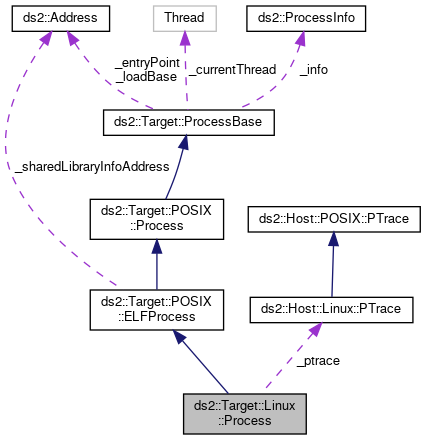 ds2::Address
Thread
ds2::ProcessInfo
_entryPoint
_loadBase
_currentThread
_info
ds2::Target::ProcessBase
_sharedLibraryInfoAddress
ds2::Target::POSIX
::Process
ds2::Host::POSIX::PTrace
ds2::Target::POSIX
::ELFProcess
ds2::Host::Linux::PTrace
_ptrace
ds2::Target::Linux
::Process